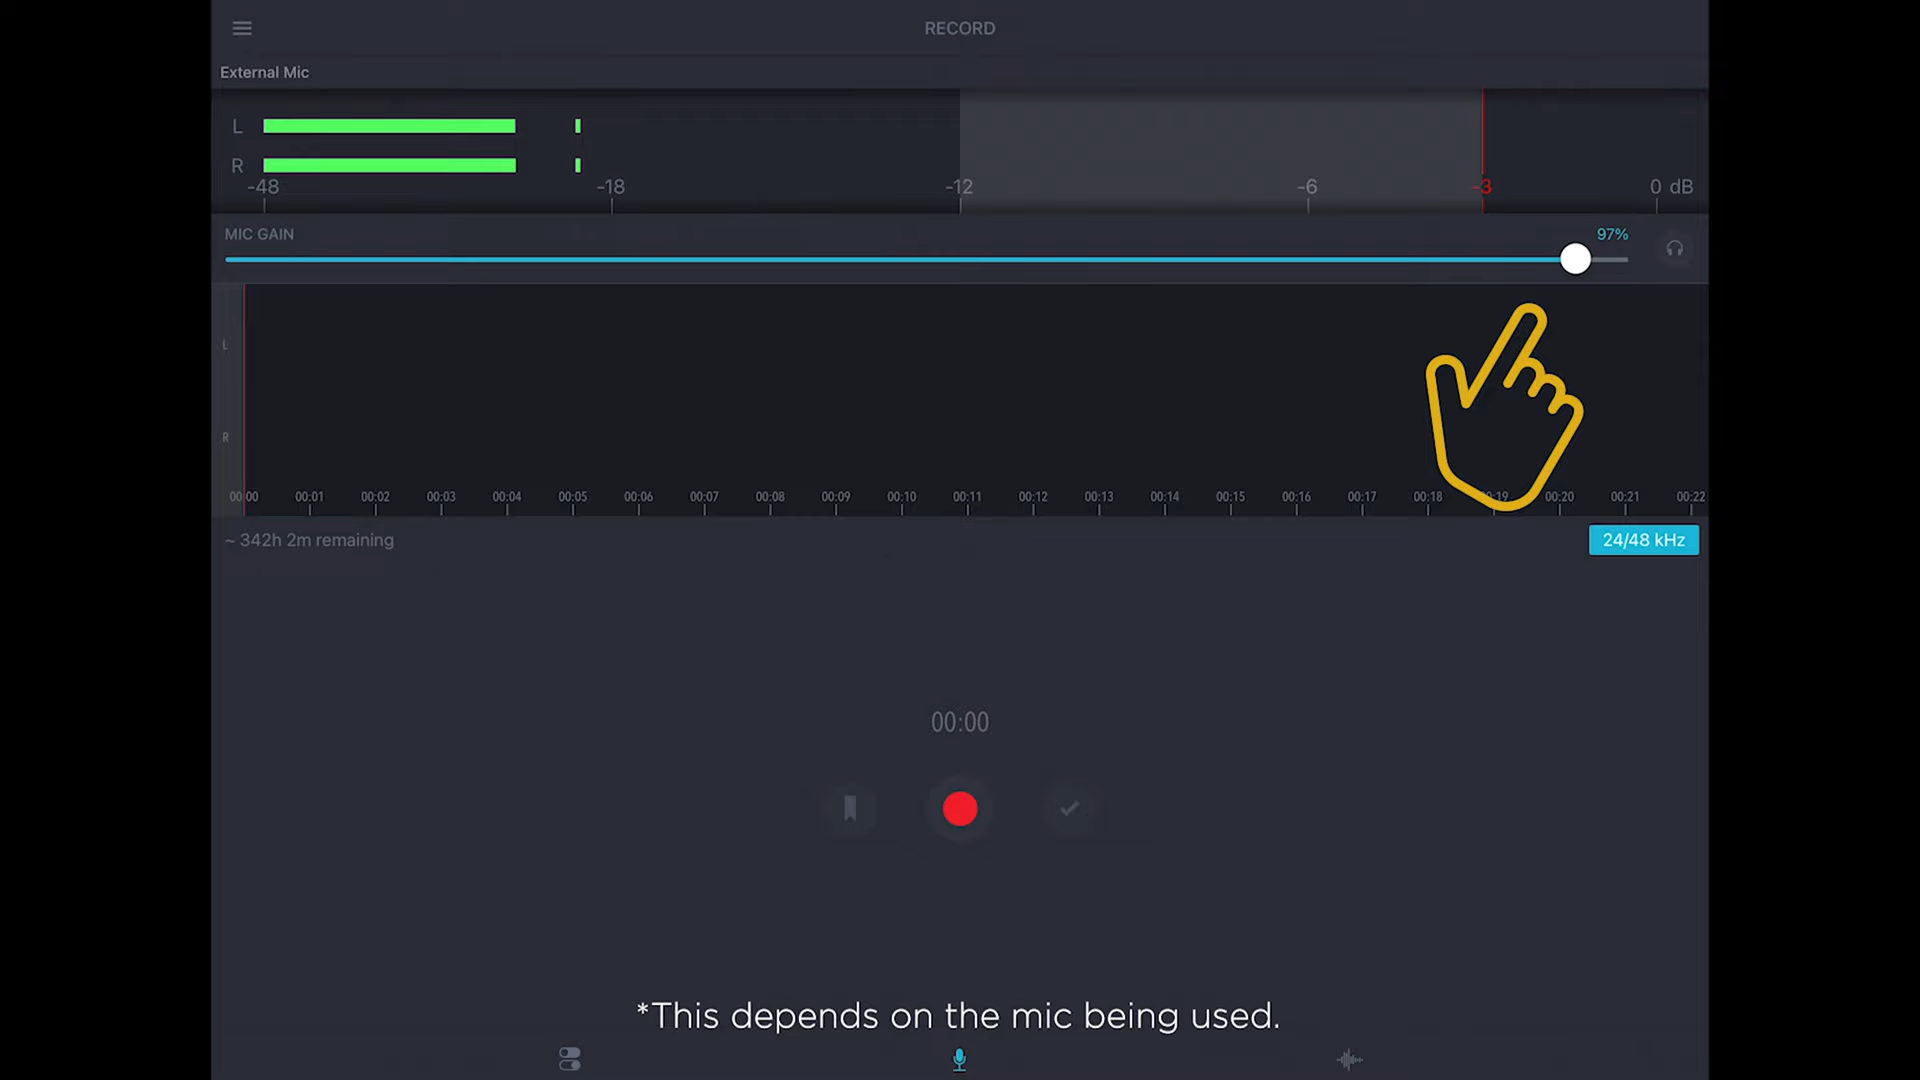 RECORD
External Mic
L
R
-48 -18 -12 -6 -3 0 dB
MIC GAIN 97%
L
R
00:00 00:01 00:02 00:03 00:04 00:05 00:06 00:07 00:08 00:09 00:10 00:11 00:12 00:13 00:14 00:15 00:16 00:17 00:18 00:19 00:20 00:21 00:22
~ 342h 2m remaining 24/48 kHz
00:00
*This depends on the mic being used.